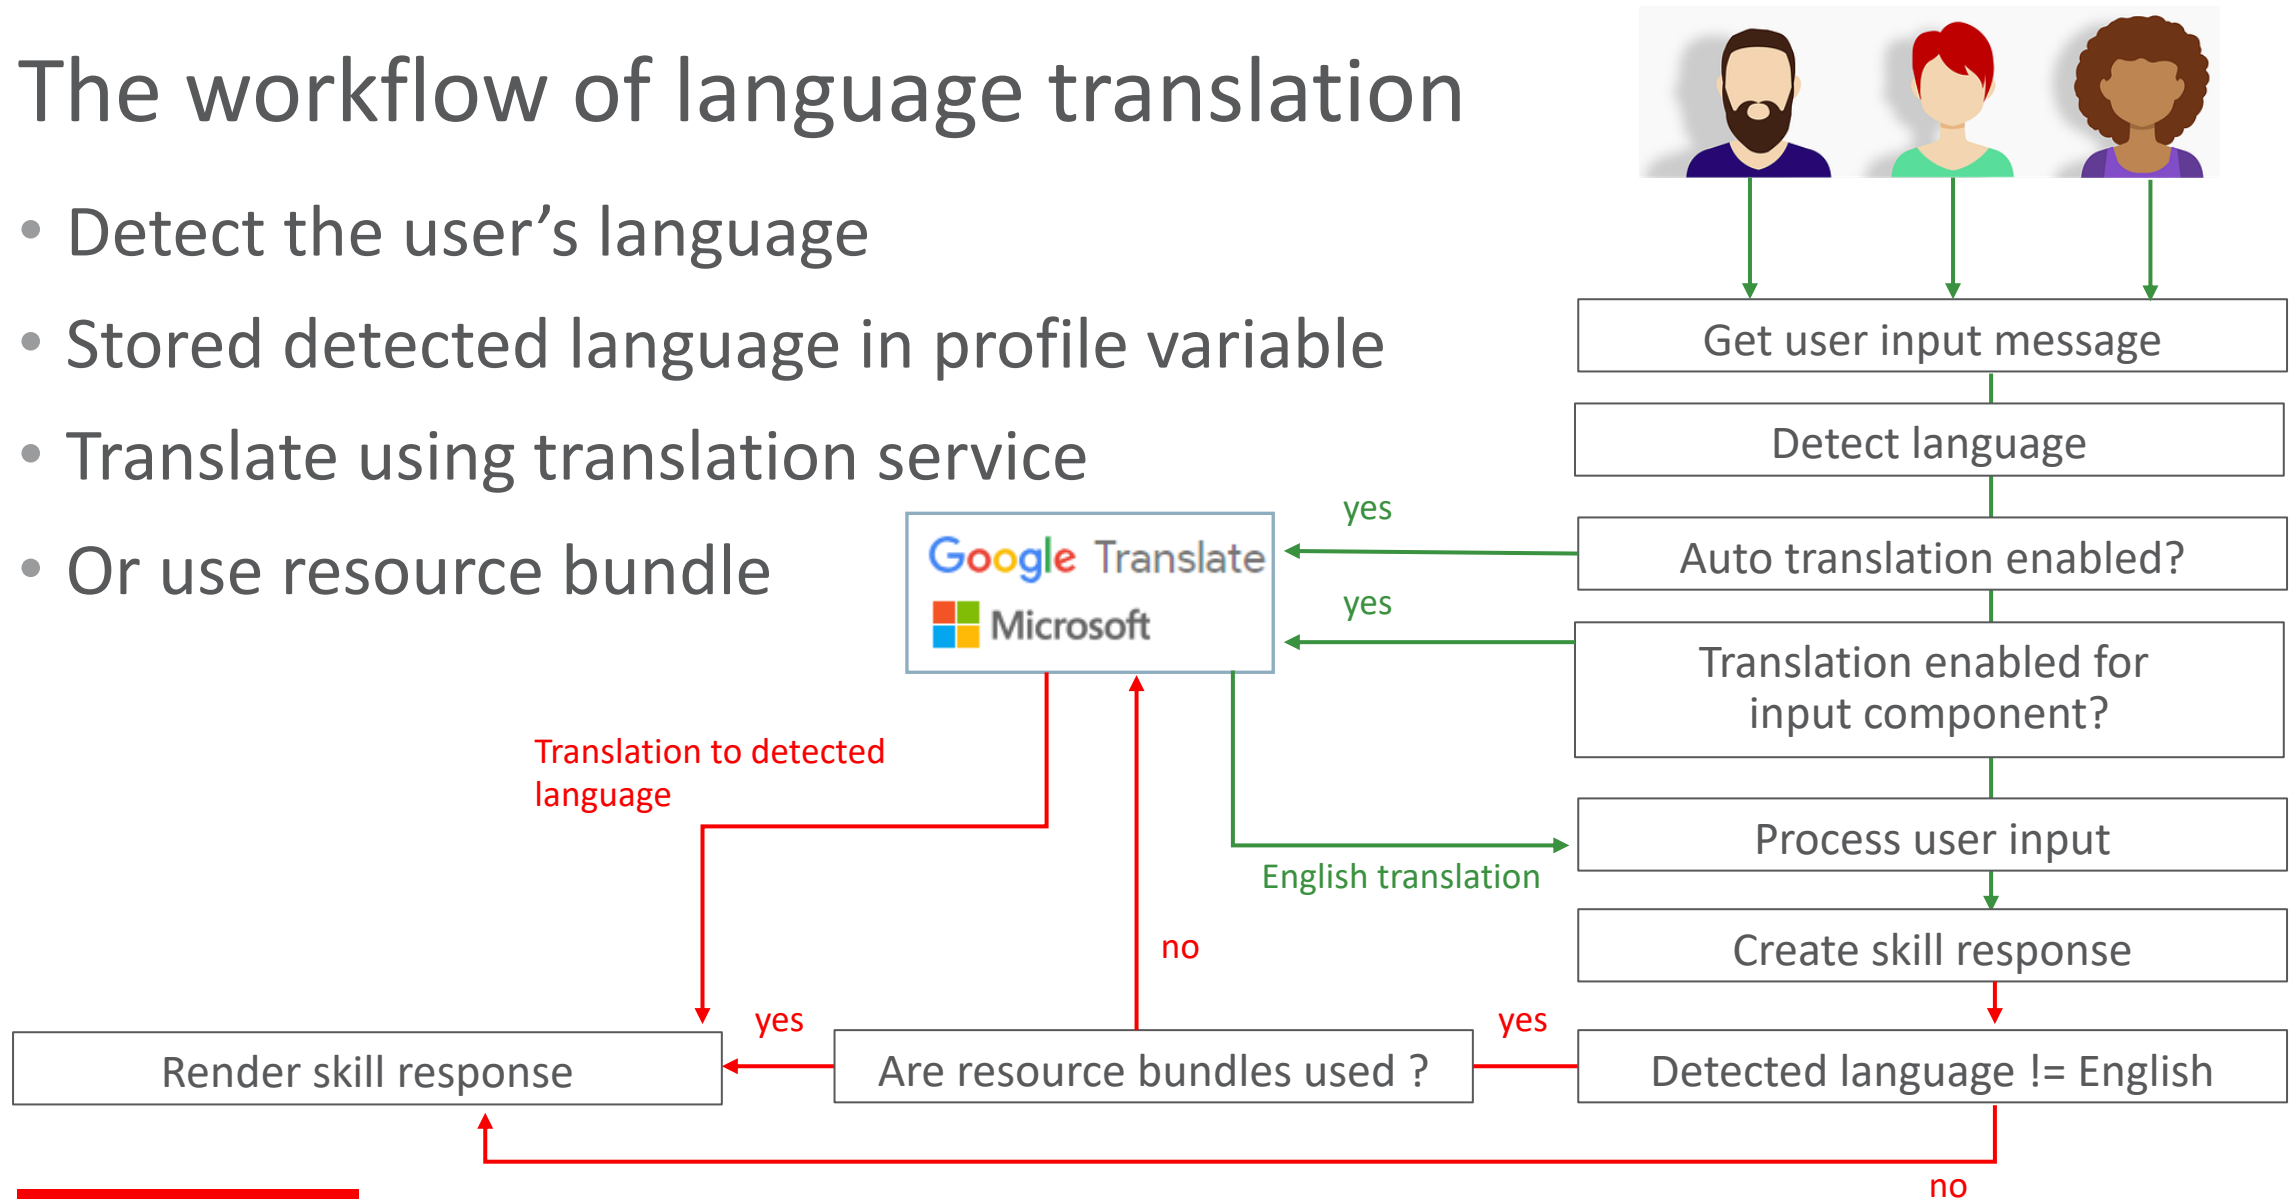 The workflow of language translation
• Detect the user’s language
• Stored detected language in profile variable
• Translate using translation service
• Or use resource bundle
Get user input message
Detect language
yes
Auto translation enabled?
Google Translate
Microsoft
yes
Translation enabled for
input component?
Translation to detected
language
Process user input
English translation
Create skill response
no
yes
yes
Render skill response
Are resource bundles used ?
Detected language != English
no